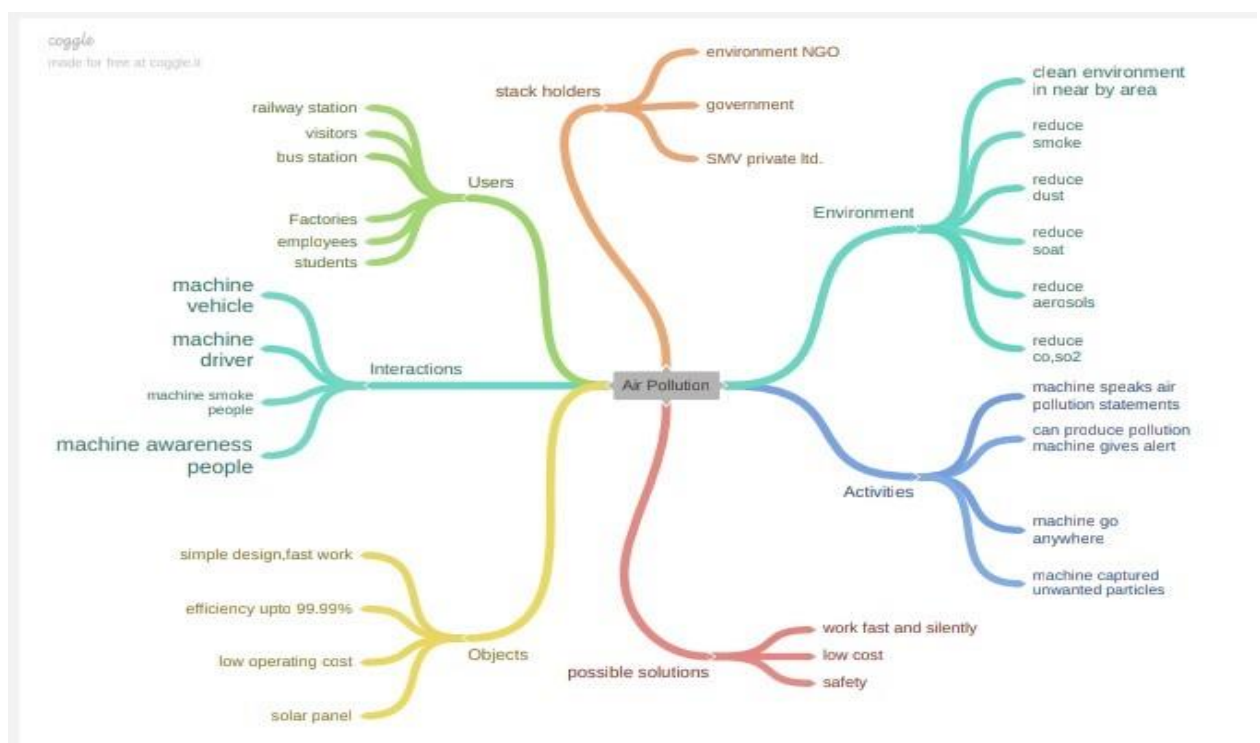 coggle
made for free at coggle.it
stack holders
environment NGO
government
SMV private ltd.
Users
railway station
visitors
bus station
Factories
employees
students
Interactions
machine
vehicle
machine
driver
machine smoke
people
machine awareness
people
Objects
simple design,fast work
efficiency upto 99.99%
low operating cost
solar panel
Air Pollution
Environment
clean environment
in near by area
reduce
smoke
reduce
dust
reduce
soat
reduce
aerosols
reduce
co,so2
Activities
machine speaks air
pollution statements
can produce pollution
machine gives alert
machine go
anywhere
machine captured
unwanted particles
possible solutions
work fast and silently
low cost
safety